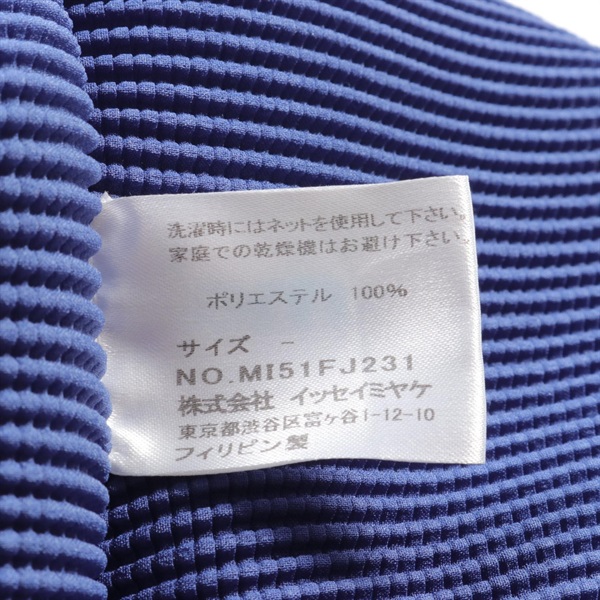 洗濯時にはネットを使用して下さい。
家庭での乾燥機はお避け下さい。
ポリエステル 100%
サイズ -
NO.MI51FJ231
株式会社 イッセイミヤケ
東京都渋谷区富ヶ谷1-12-10
フィリピン製